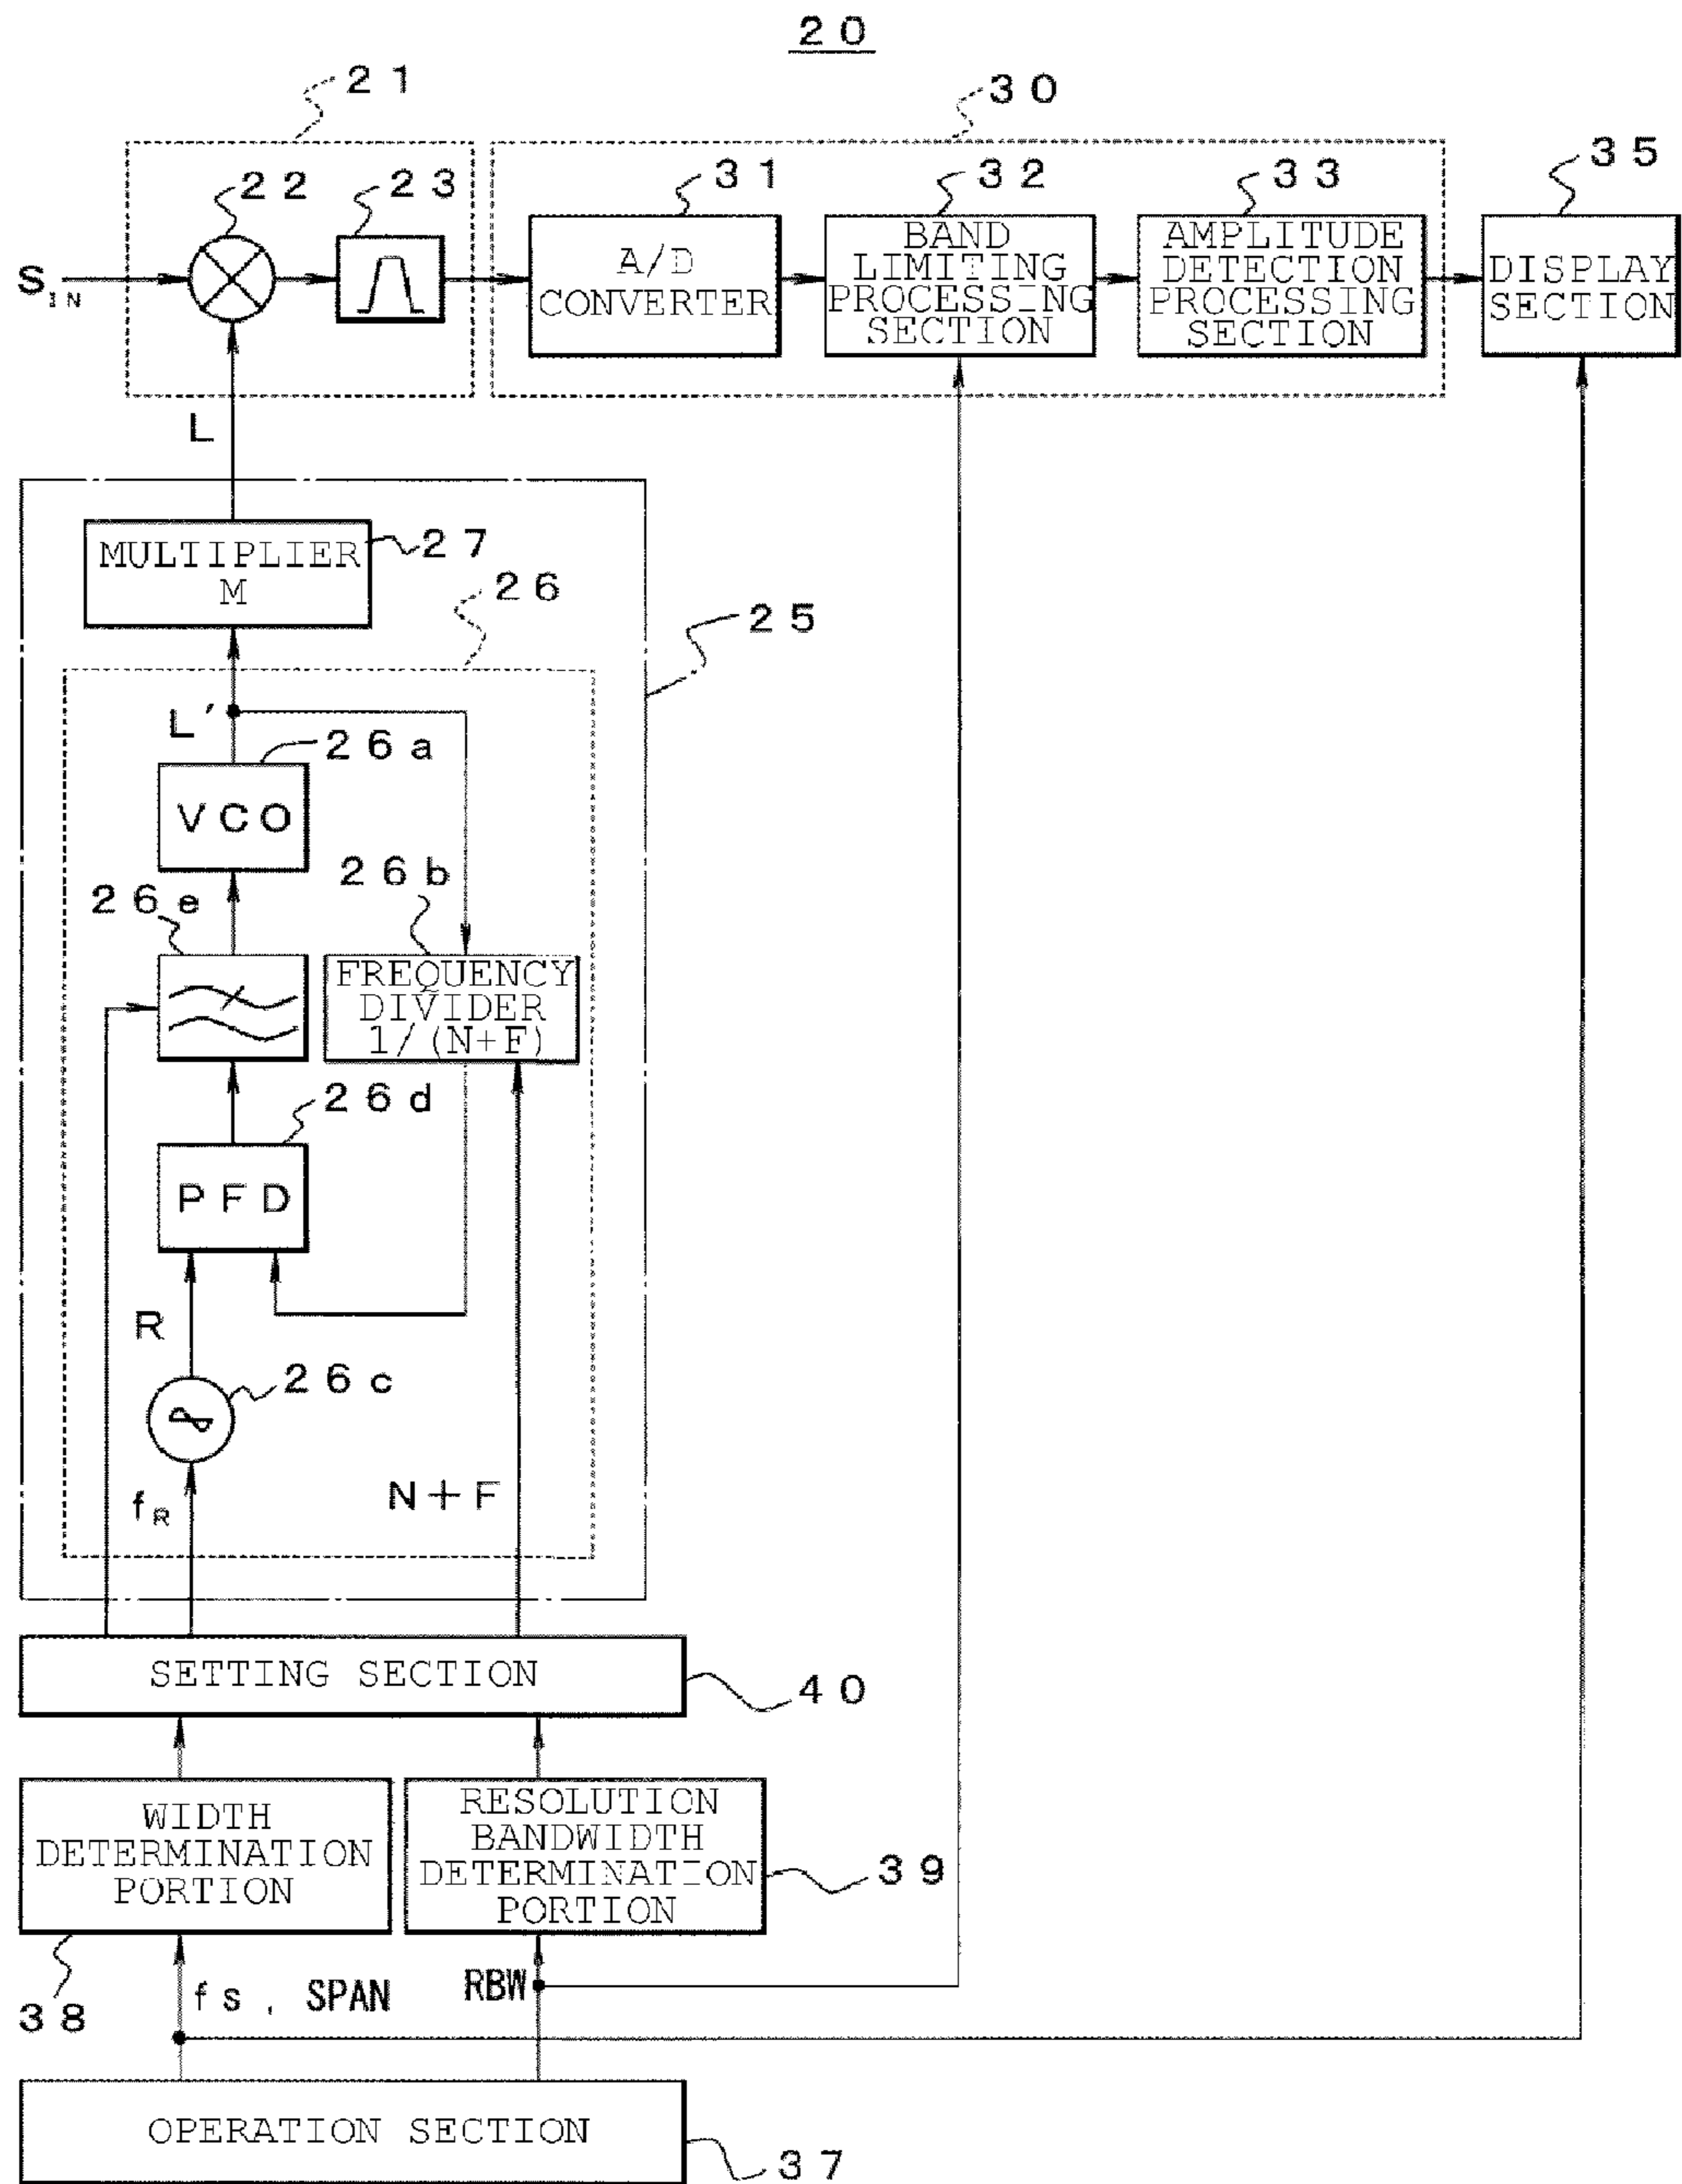 20
21
30
22
23
31
32
33
35
S_IN
A/D
CONVERTER
BAND
LIMITING
PROCESSING
SECTION
AMPLITUDE
DETECTION
PROCESSING
SECTION
DISPLAY
SECTION
L
MULTIPLIER
M
27
26
25
L'
26a
VCO
26e
26b
FREQUENCY
DIVIDER
1/(N+F)
26d
PFD
R
26c
f_R
N+F
SETTING SECTION
40
WIDTH
DETERMINATION
PORTION
RESOLUTION
BANDWIDTH
DETERMINATION
PORTION
39
38
fs, SPAN
RBW
OPERATION SECTION
37